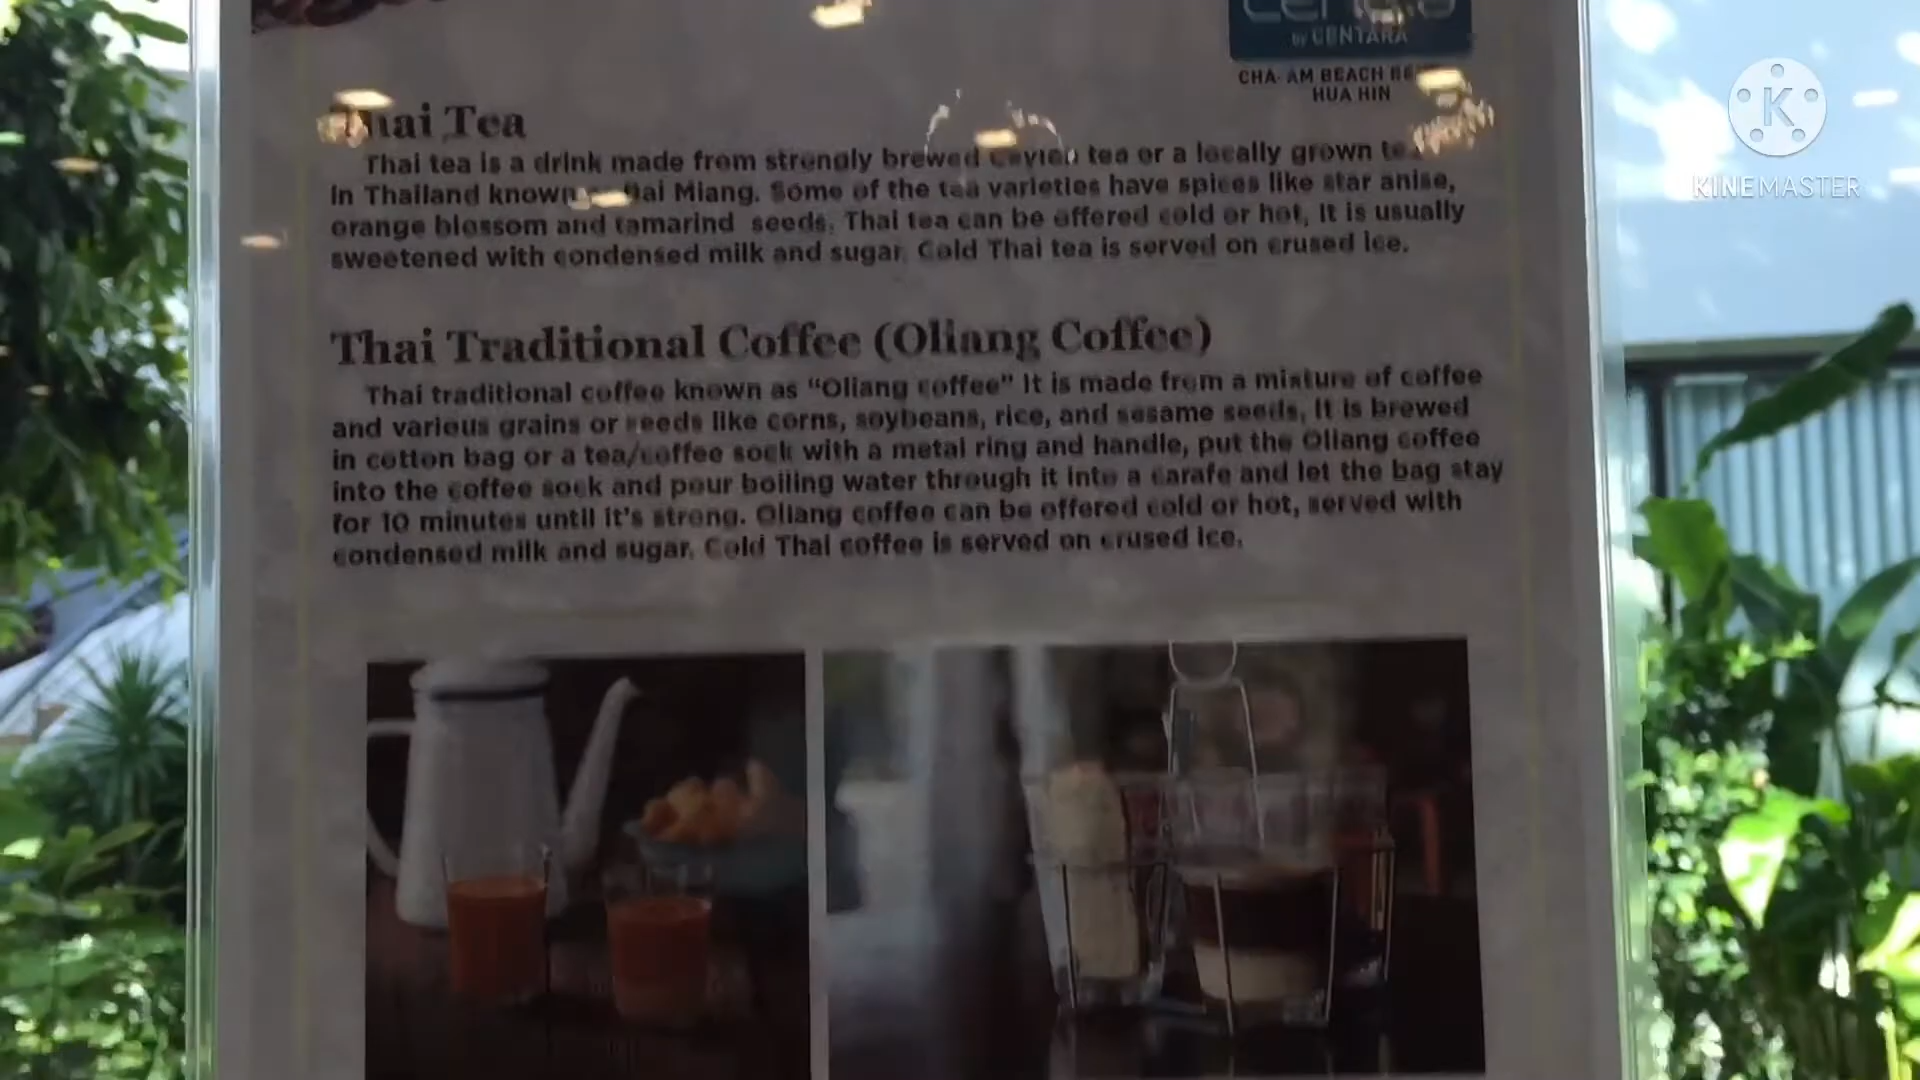 by CENTARA
CHA-AM BEACH
HUA HIN
KINEMASTER
Thai Tea
Thai tea is a drink made from strongly brewed Ceylon tea or a locally grown
in Thailand known Bai Miang. Some of the tea varieties have spices like star anise,
orange blossom and tamarind seeds. Thai tea can be offered cold or hot, It is usually
sweetened with condensed milk and sugar. Cold Thai tea is served on crused ice.
Thai Traditional Coffee (Oliang Coffee)
Thai traditional coffee known as "Oliang coffee" It is made from a mixture of coffee
and various grains or seeds like corns, soybeans, rice, and sesame seeds, It is brewed
in cotton bag or a tea/coffee sock with a metal ring and handle, put the Oliang coffee
into the coffee sock and pour boiling water through it into a carafe and let the bag stay
for 10 minutes until it's strong. Oliang coffee can be offered cold or hot, served with
condensed milk and sugar. Cold Thai coffee is served on crused ice.